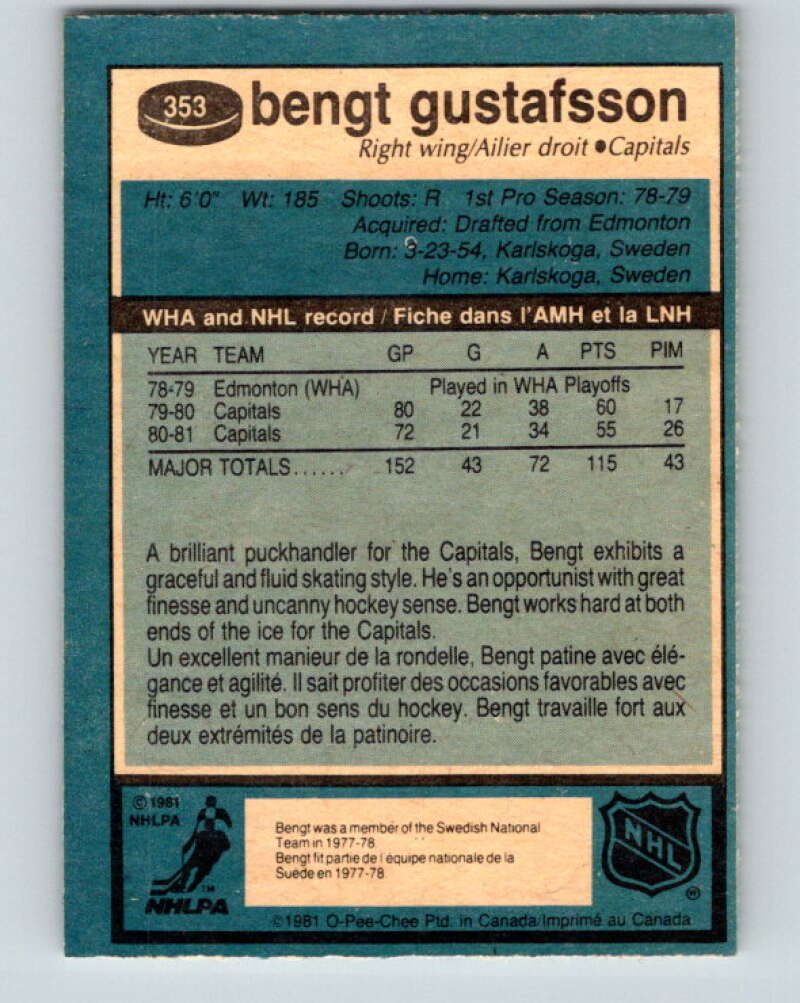 353 bengt gustafsson
Right wing/Ailier droit •Capitals
Ht: 6'0" Wt: 185 Shoots: R 1st Pro Season: 78-79
Acquired: Drafted from Edmonton
Born: 3-23-54, Karlskoga, Sweden
Home: Karlskoga, Sweden
WHA and NHL record / Fiche dans l'AMH et la LNH
YEAR TEAM GP G A PTS PIM
78-79 Edmonton (WHA) Played in WHA Playoffs
79-80 Capitals 80 22 38 60 17
80-81 Capitals 72 21 34 55 26
MAJOR TOTALS...... 152 43 72 115 43
A brilliant puckhandler for the Capitals, Bengt exhibits a
graceful and fluid skating style. He's an opportunist with great
finesse and uncanny hockey sense. Bengt works hard at both
ends of the ice for the Capitals.
Un excellent manieur de la rondelle, Bengt patine avec élé-
gance et agilité. Il sait profiter des occasions favorables avec
finesse et un bon sens du hockey. Bengt travaille fort aux
deux extrémités de la patinoire.
© 1981
NHLPA
TM
NHLPA
Bengt was a member of the Swedish National
Team in 1977-78
Bengt fit partie de l équipe nationale de la
Suède en 1977-78
NHL
©1981 O-Pee-Chee Ptd. in Canada/Imprimé au Canada